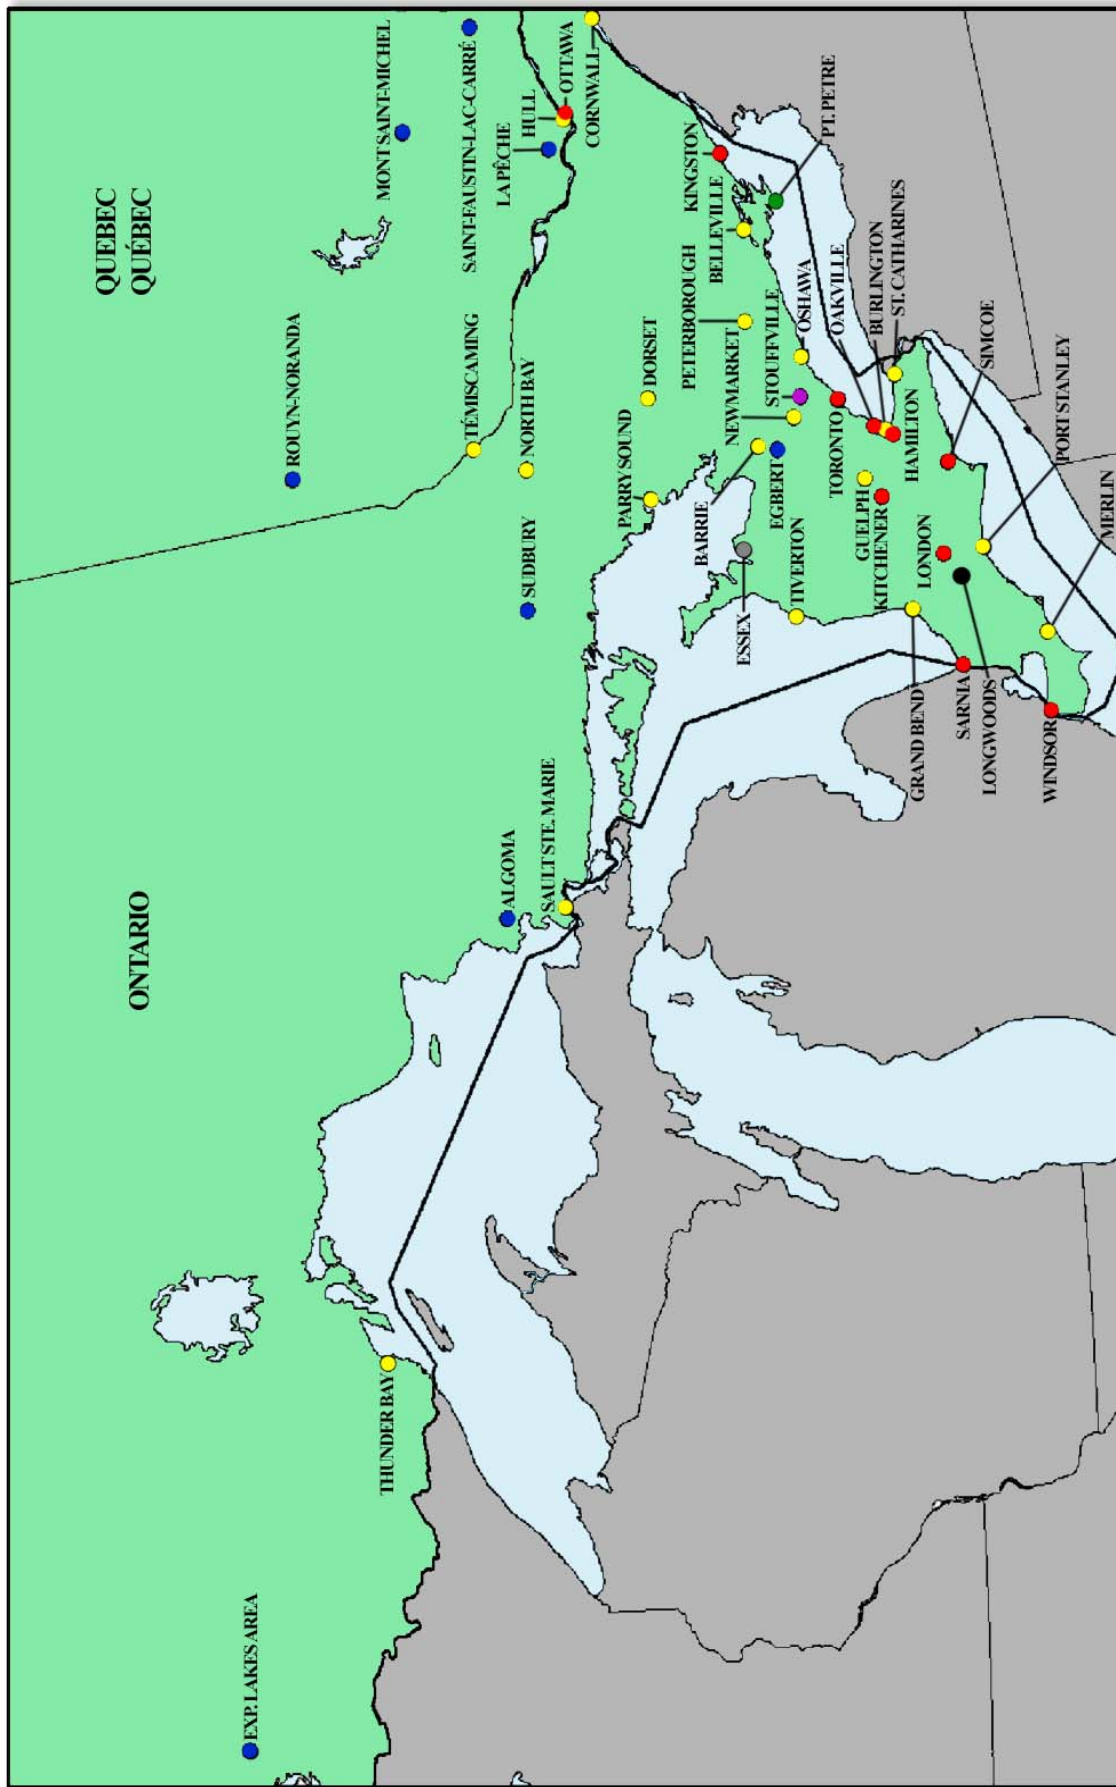 QUEBEC
QUÉBEC
ONTARIO
MONT SAINT-MICHEL
SAINT-FAUSTIN-LAC-CARRÉ
LA PÊCHE
HULL
OTTAWA
CORNWALL
ROUYN-NORANDA
TÉMISCAMING
NORTH BAY
SUDBURY
ALGOMA
SAULT STE. MARIE
THUNDER BAY
EXP. LAKES AREA
KINGSTON
BELLEVILLE
PT. PETRE
PETERBOROUGH
DORSET
PARRY SOUND
NEWMARKET
STOUFFVILLE
OSHAWA
OAKVILLE
BURLINGTON
ST. CATHARINES
BARRIE
EGBERT
TORONTO
HAMILTON
SIMCOE
ESSEX
TIVERTON
GUELPH
KITCHENER
LONDON
PORT STANLEY
MERLIN
GRAND BEND
SARNIA
LONGWOODS
WINDSOR